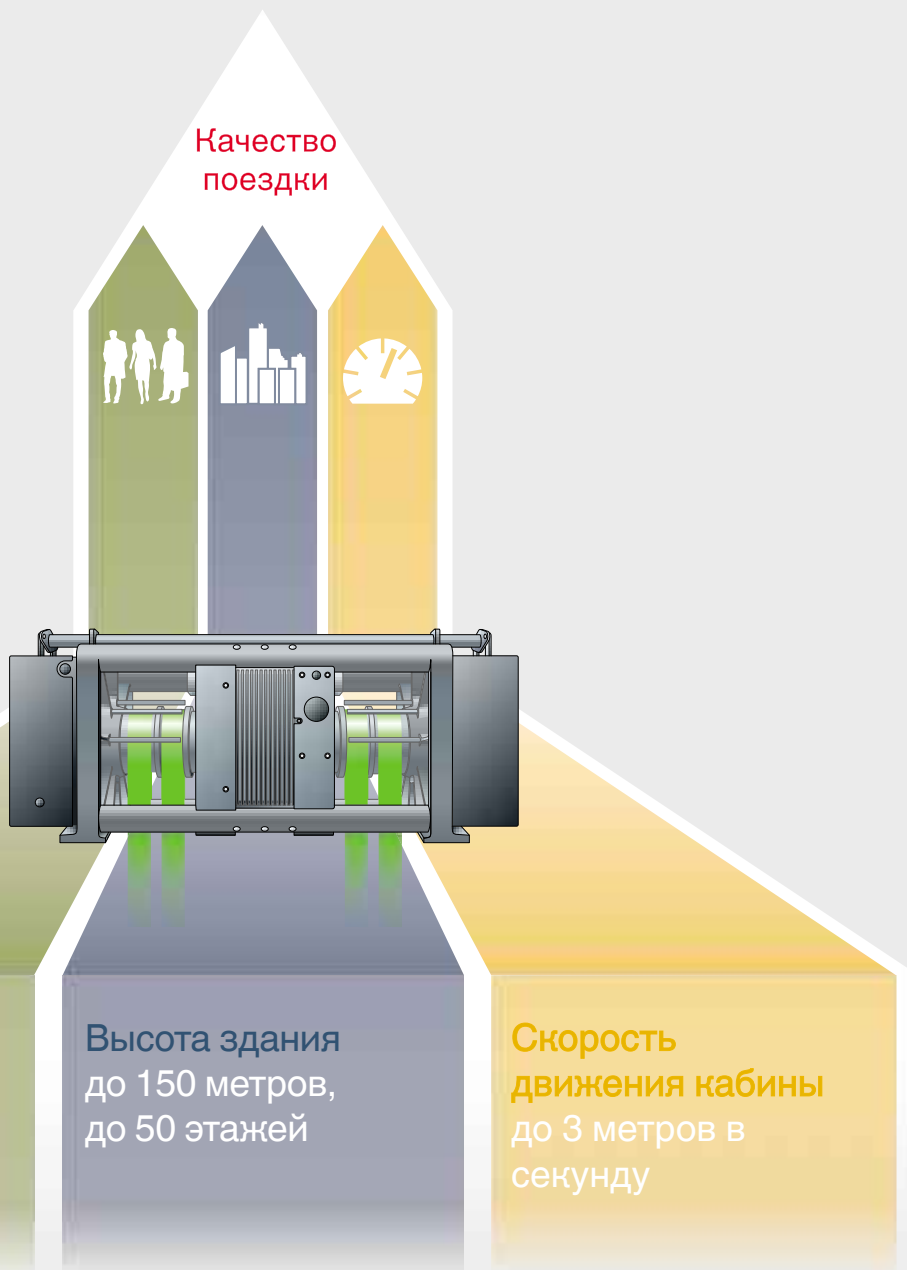 Качество
поездки
Высота здания
до 150 метров,
до 50 этажей
Скорость
движения кабины
до 3 метров в
секунду